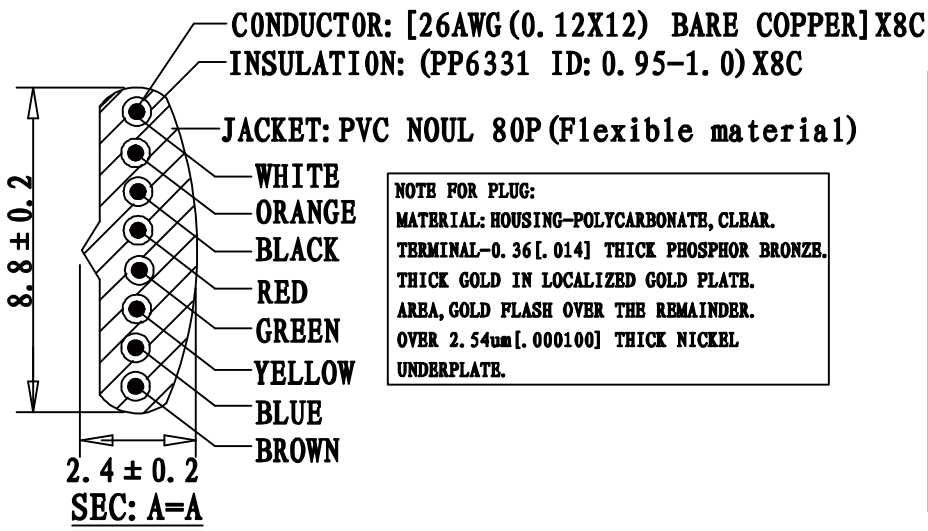 CONDUCTOR: [26AWG(0.12X12) BARE COPPER]X8C
INSULATION: (PP6331 ID: 0.95-1.0)X8C
JACKET: PVC NOUL 80P(Flexible material)
WHITE
ORANGE
BLACK
RED
GREEN
YELLOW
BLUE
BROWN
8.8±0.2
2.4±0.2
SEC: A=A
NOTE FOR PLUG:
MATERIAL: HOUSING-POLYCARBONATE, CLEAR.
TERMINAL-0.36[.014] THICK PHOSPHOR BRONZE.
THICK GOLD IN LOCALIZED GOLD PLATE.
AREA, GOLD FLASH OVER THE REMAINDER.
OVER 2.54um[.000100] THICK NICKEL
UNDERPLATE.